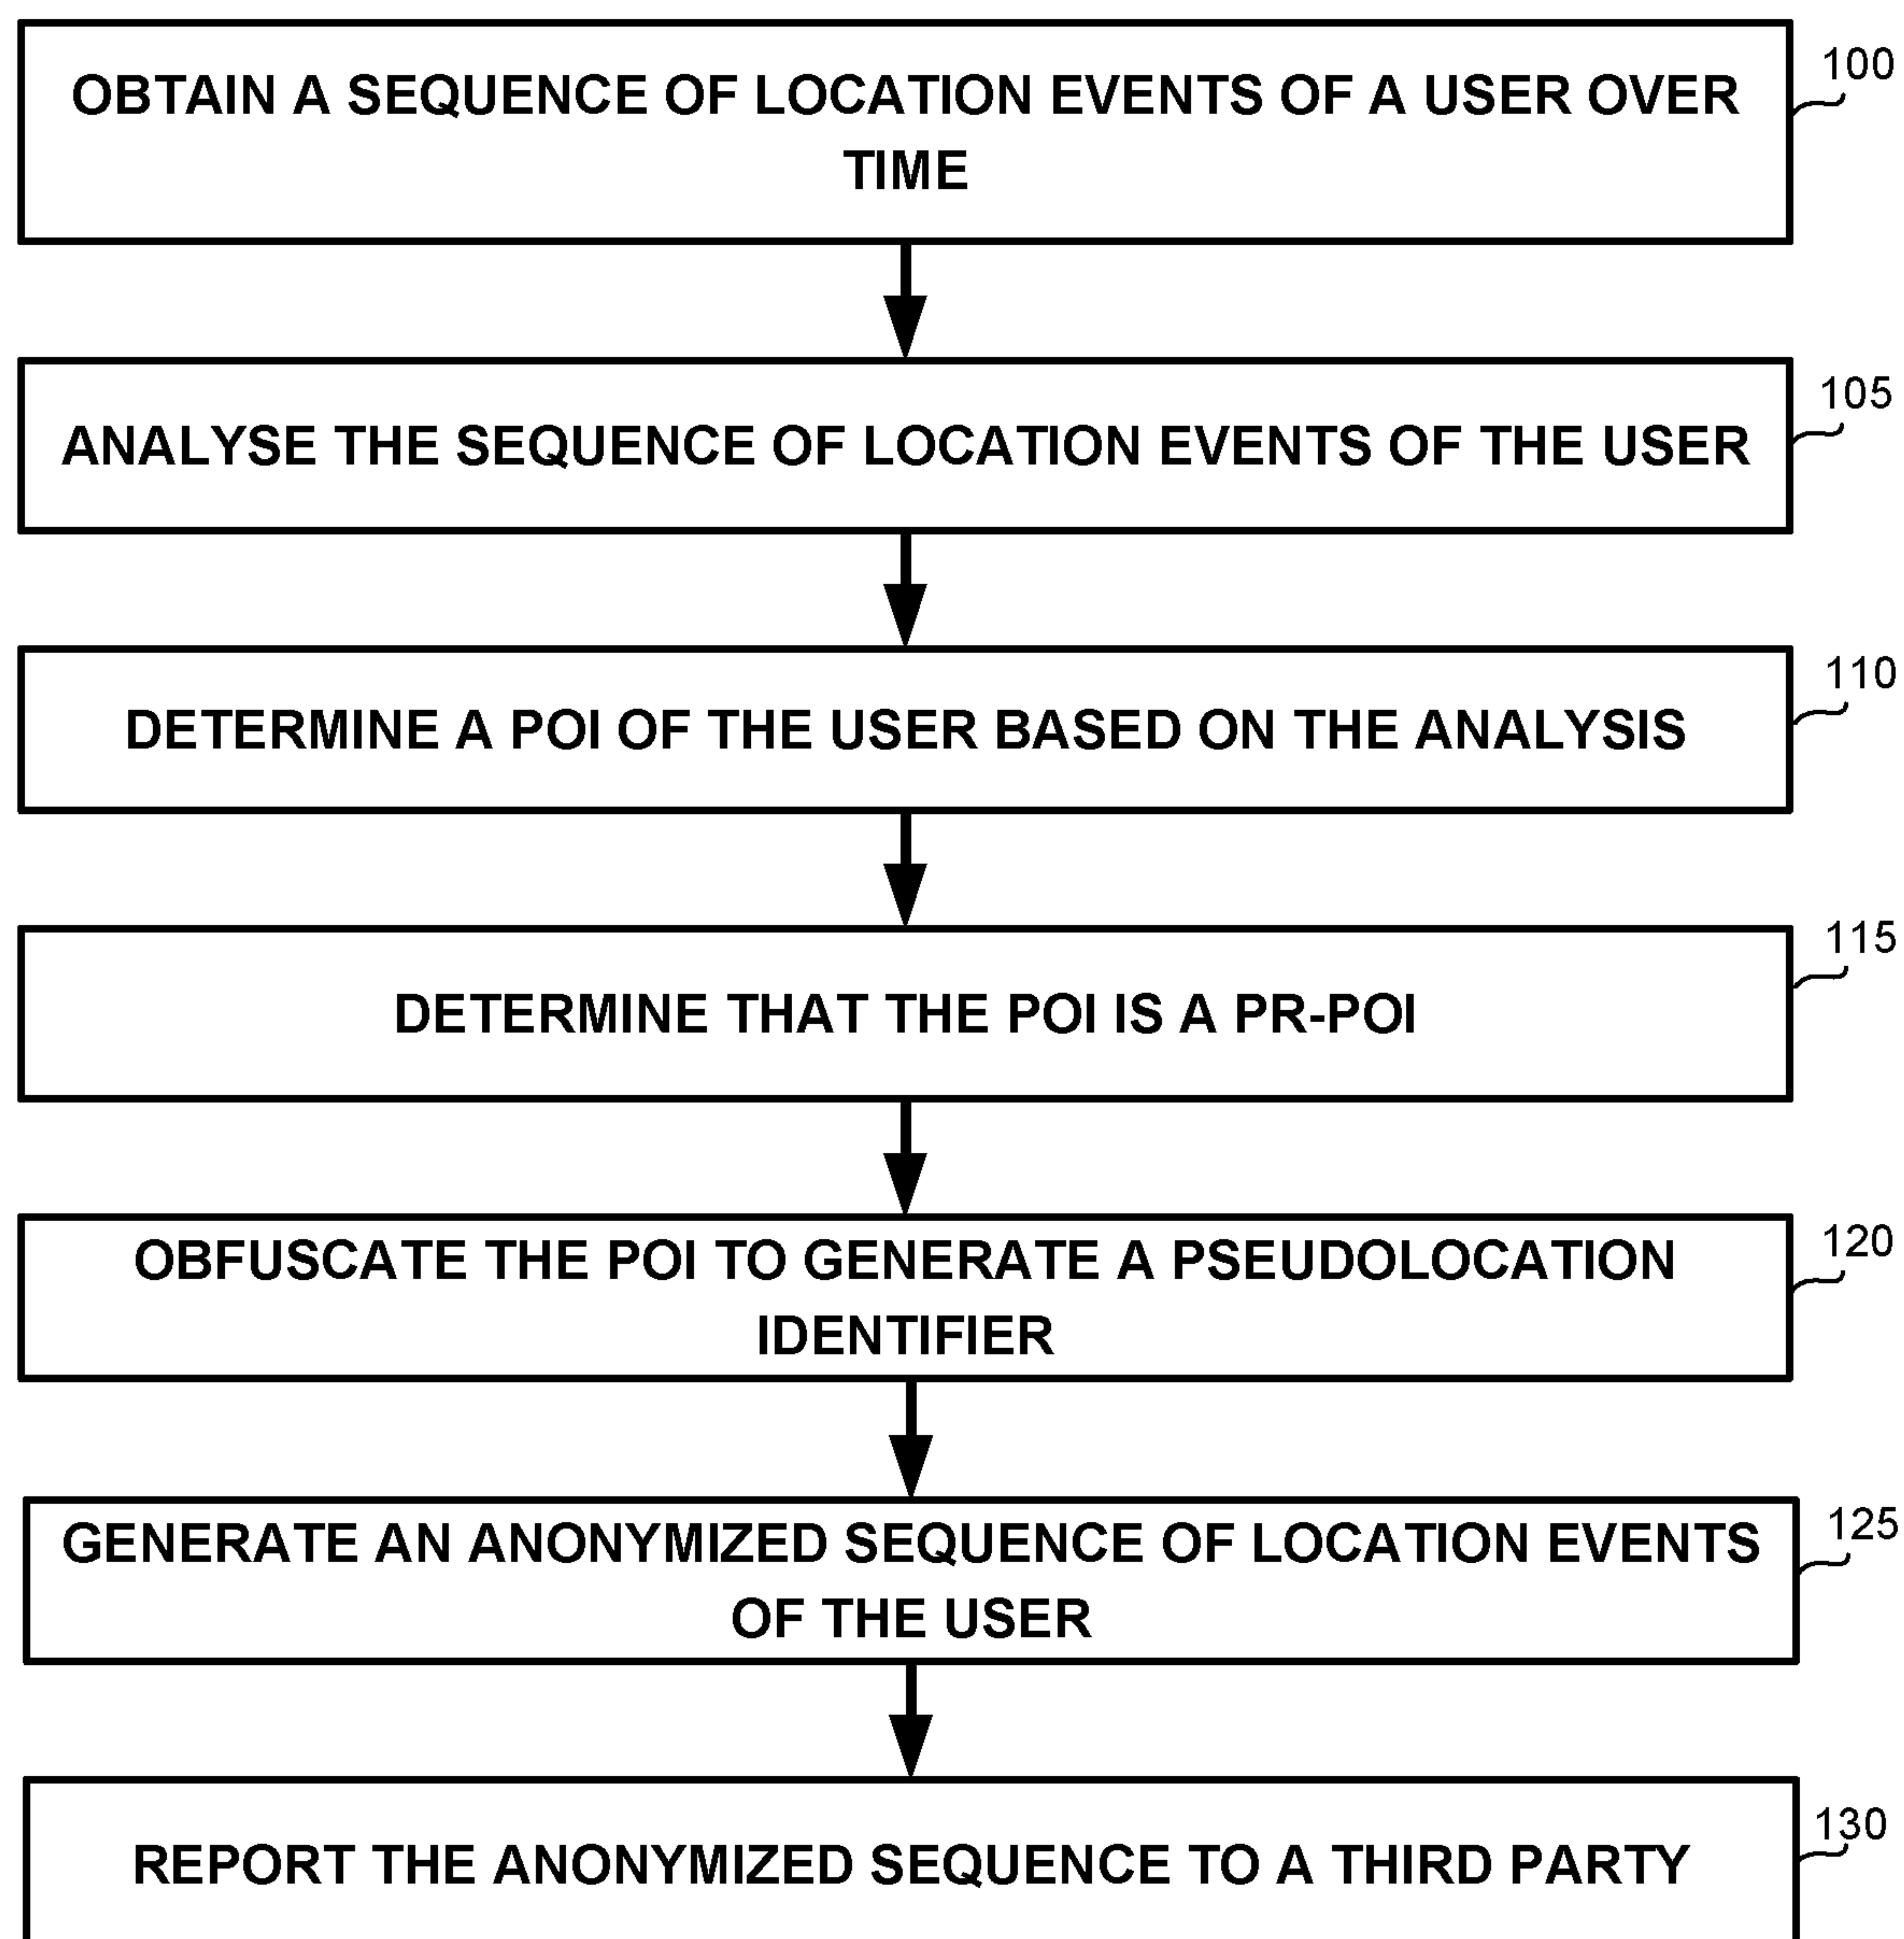 100
OBTAIN A SEQUENCE OF LOCATION EVENTS OF A USER OVER
TIME
105
ANALYSE THE SEQUENCE OF LOCATION EVENTS OF THE USER
110
DETERMINE A POI OF THE USER BASED ON THE ANALYSIS
115
DETERMINE THAT THE POI IS A PR-POI
120
OBFUSCATE THE POI TO GENERATE A PSEUDOLOCATION
IDENTIFIER
125
GENERATE AN ANONYMIZED SEQUENCE OF LOCATION EVENTS
OF THE USER
130
REPORT THE ANONYMIZED SEQUENCE TO A THIRD PARTY